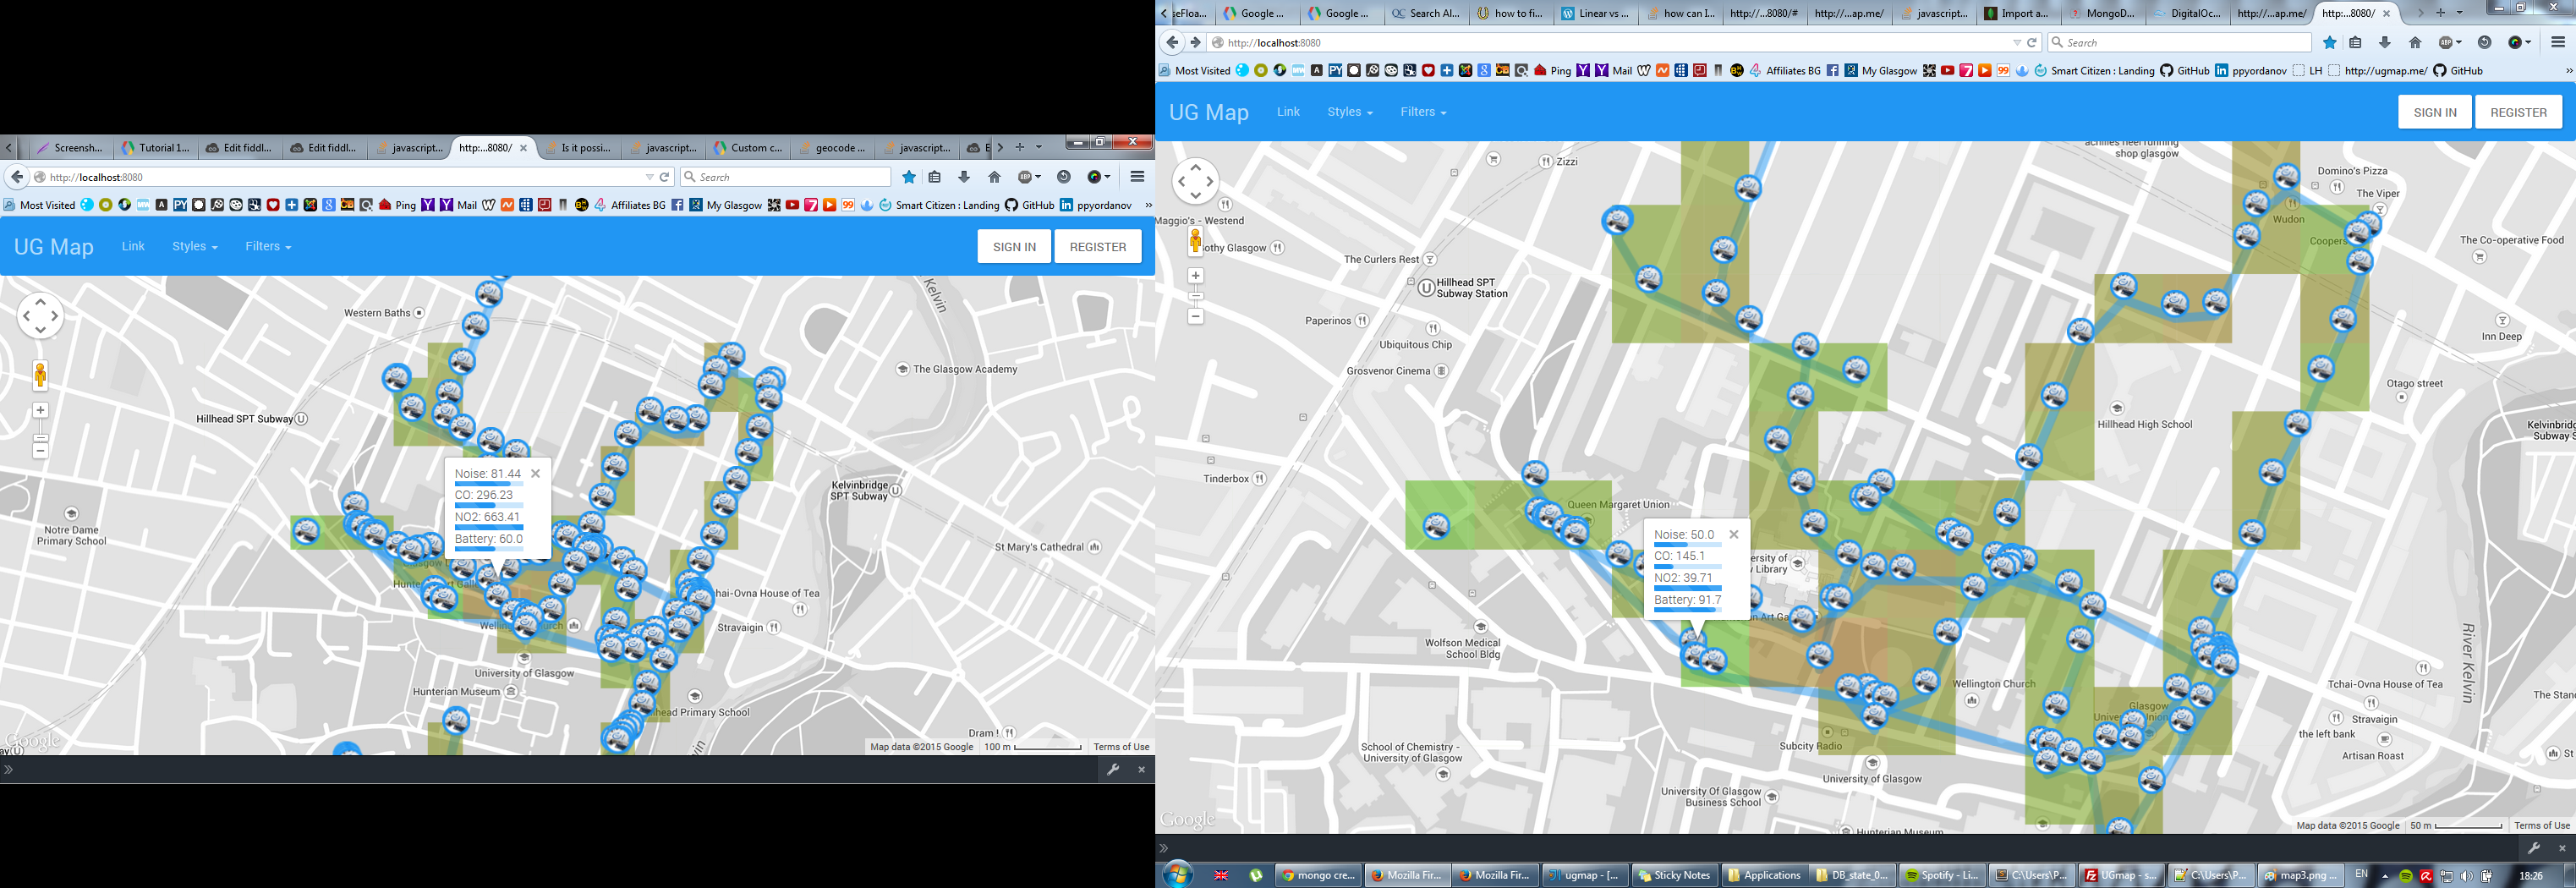 Screensh...
Tutorial 1...
Edit fiddl...
Edit fiddl...
javascript...
http:...8080/
Is it possi...
javascript...
Custom c...
geocode ...
javascript...
http://localhost:8080
Search
Most Visited
Ping
Mail
Affiliates BG
My Glasgow
Smart Citizen : Landing
GitHub
ppyordanov
UG Map
Link
Styles
Filters
SIGN IN
REGISTER
Western Baths
The Glasgow Academy
Hillhead SPT Subway
Kelvin
Noise: 81.44
CO: 296.23
NO2: 663.41
Battery: 60.0
Kelvinbridge
SPT Subway
Notre Dame
Primary School
St Mary's Cathedral
Stravaigin
University of Glasgow
Hunterian Museum
Dram !
Google
Map data ©2015 Google
100 m
Terms of Use
seFloa...
Google ...
Google ...
Search Al...
how to fi...
Linear vs ...
how can I...
http://...8080/#
http://...ap.me/
javascript...
Import a...
MongoD...
DigitalOc...
http://...ap.me/
http:...8080/
http://localhost:8080
Search
Most Visited
Ping
Mail
Affiliates BG
My Glasgow
Smart Citizen : Landing
GitHub
ppyordanov
LH
http://ugmap.me/
GitHub
UG Map
Link
Styles
Filters
SIGN IN
REGISTER
achilles heel running
shop glasgow
Zizzi
Domino's Pizza
The Viper
Wudon
Coopers
The Co-operative Food
Maggio's - Westend
othy Glasgow
The Curlers Rest
Hillhead SPT
Subway Station
Paperinos
Ubiquitous Chip
Grosvenor Cinema
Inn Deep
Otago street
Hillhead High School
Kelvinbridg
Subway S
Tinderbox
Queen Margaret Union
Noise: 50.0
CO: 145.1
NO2: 39.71
Battery: 91.7
versity of
Library
Wolfson Medical
School Bldg
Wellington Church
River Kelvin
Tchai-Ovna House of Tea
The Stan
Stravaigin
the left bank
Artisan Roast
Glasgow
School of Chemistry -
University of Glasgow
Subcity Radio
University of Glasgow
University Of Glasgow
Business School
Hunterian Museum
Google
Map data ©2015 Google
50 m
Terms of Use
mongo cre...
Mozilla Fir...
Mozilla Fir...
ugmap - [...
Sticky Notes
Applications
DB_state_0...
Spotify - Li...
C:\Users\P...
UGmap - s...
C:\Users\P...
map3.png ...
EN
18:26